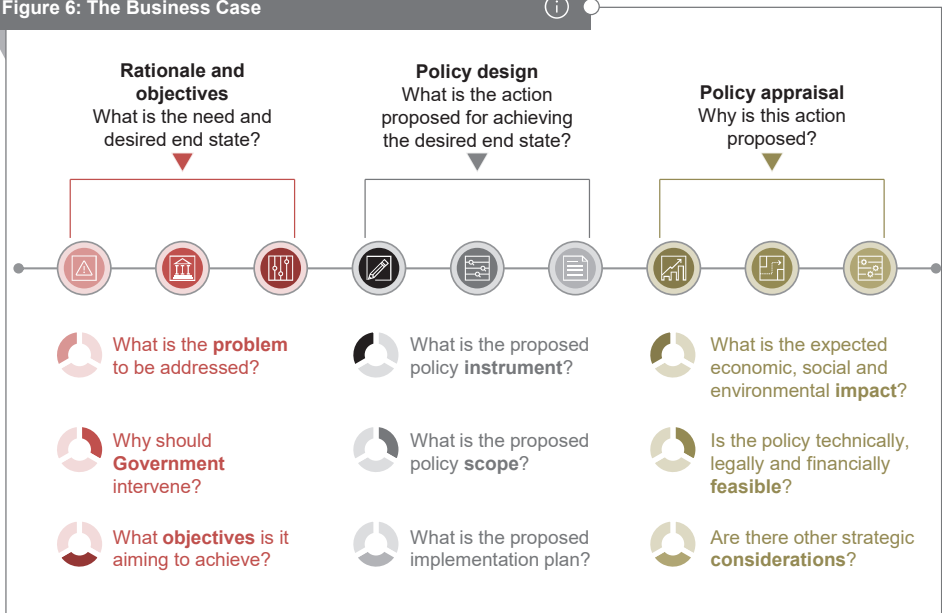 Figure 6: The Business Case
Rationale and
objectives
What is the need and
desired end state?
Policy design
What is the action
proposed for achieving
the desired end state?
Policy appraisal
Why is this action
proposed?
What is the problem
to be addressed?
Why should
Government
intervene?
What objectives is it
aiming to achieve?
What is the proposed
policy instrument?
What is the proposed
policy scope?
What is the proposed
implementation plan?
What is the expected
economic, social and
environmental impact?
Is the policy technically,
legally and financially
feasible?
Are there other strategic
considerations?